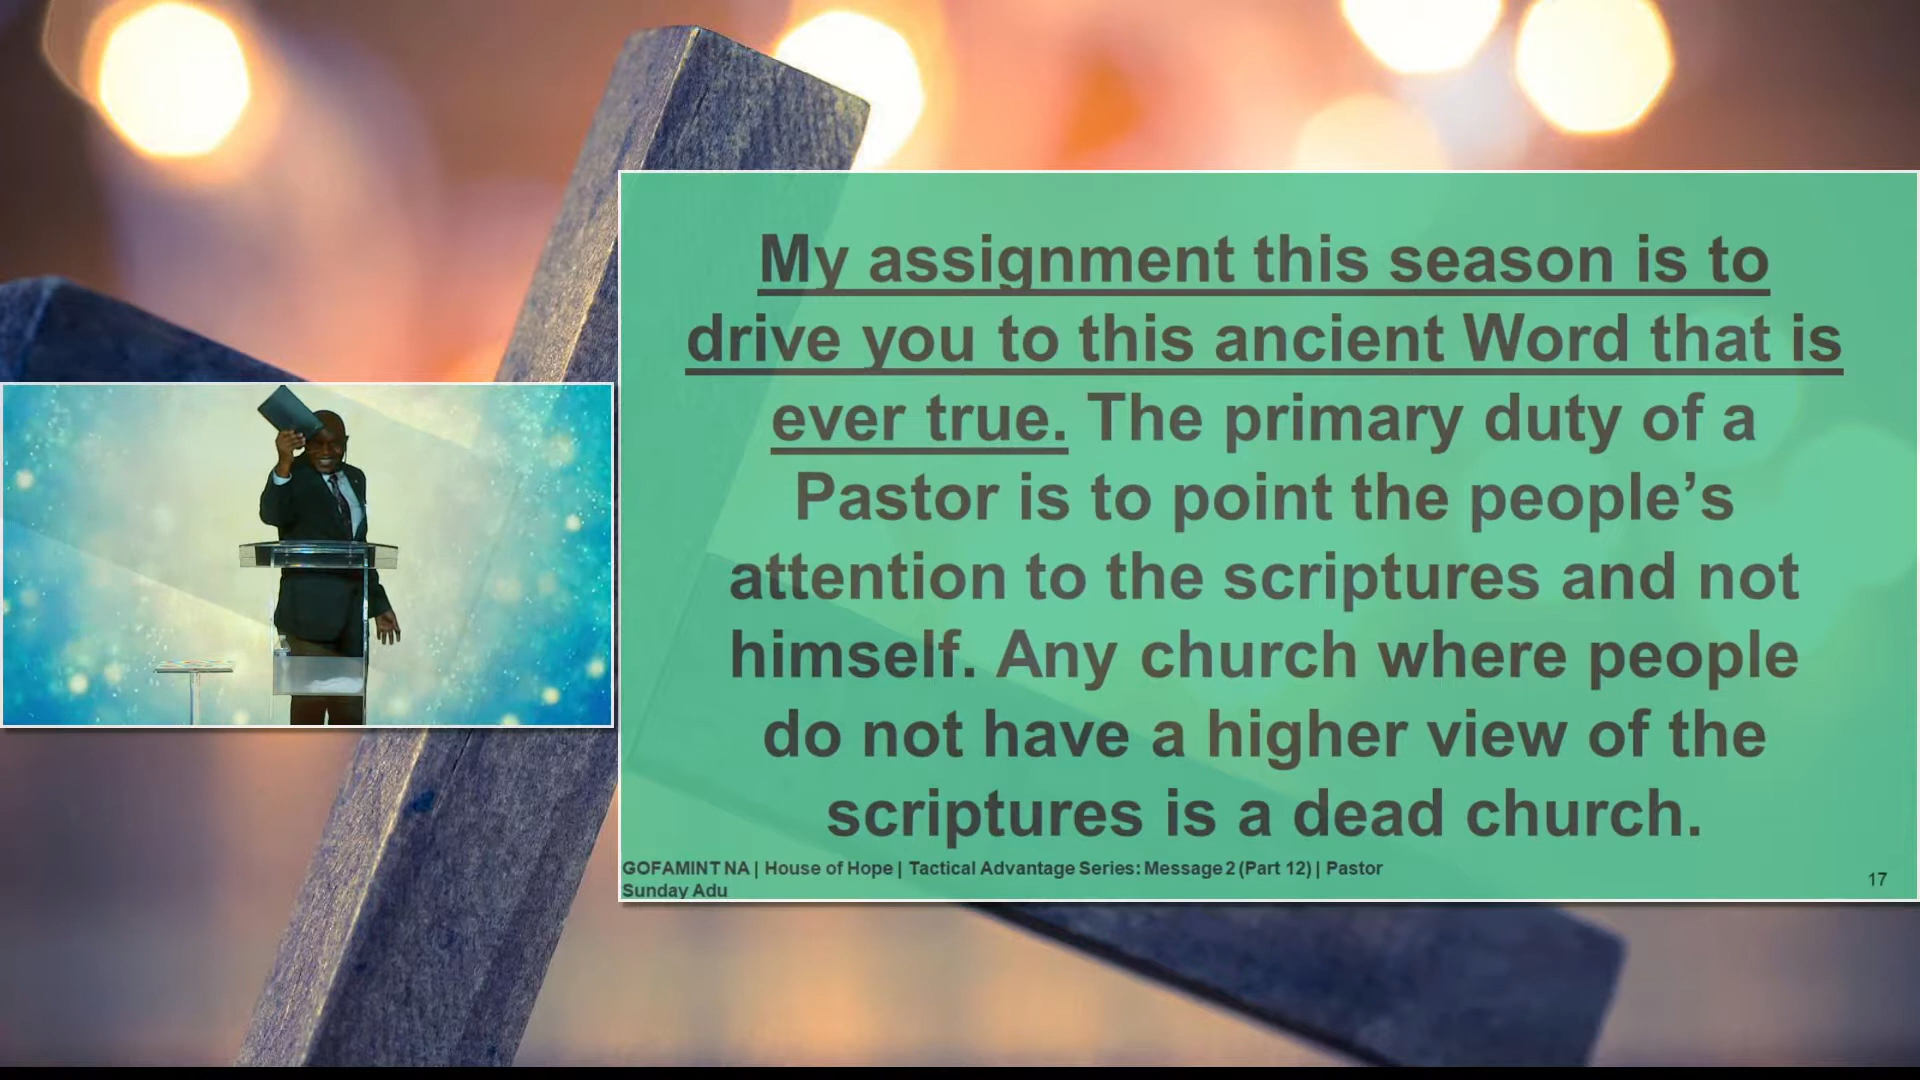 My assignment this season is to
drive you to this ancient Word that is
ever true. The primary duty of a
Pastor is to point the people’s
attention to the scriptures and not
himself. Any church where people
do not have a higher view of the
scriptures is a dead church.
GOFAMINT NA | House of Hope | Tactical Advantage Series: Message 2 (Part 12) | Pastor
Sunday Adu
17